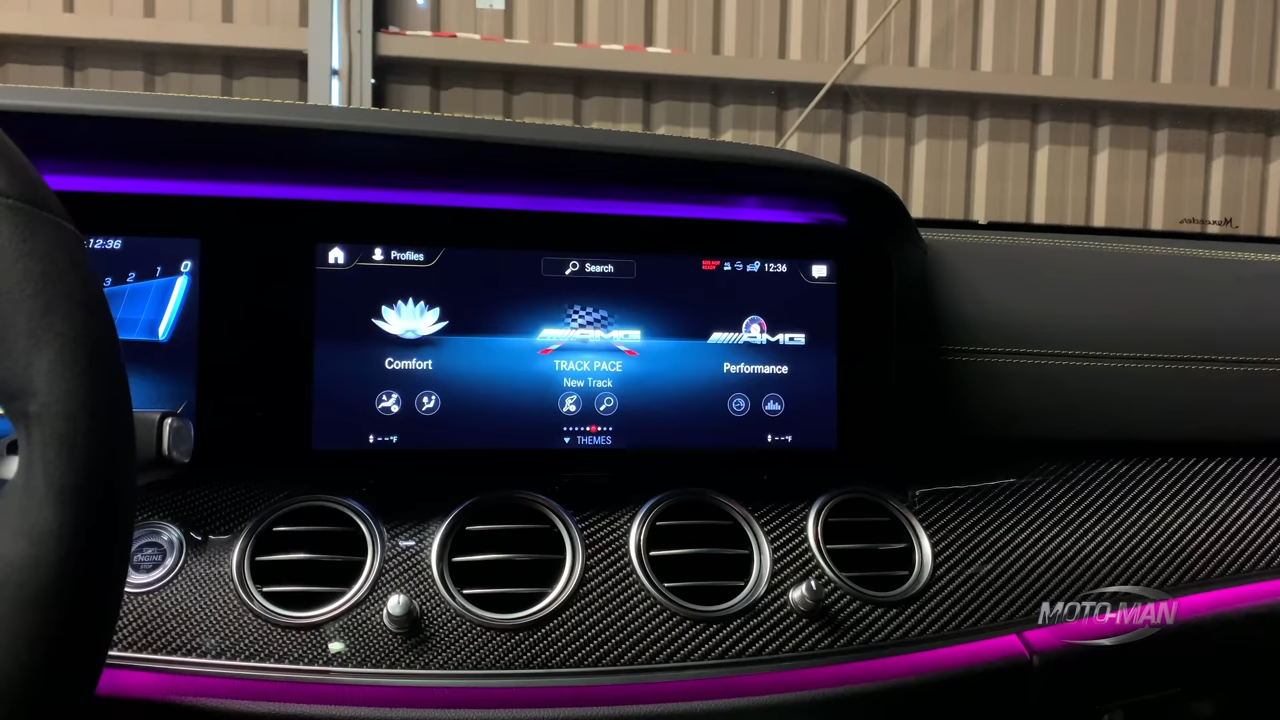 12:36
3 2 1 0
Profiles
Search
12:36
AMG
AMG
Comfort
TRACK PACE
New Track
Performance
--°F
THEMES
--°F
ENGINE
STOP
MOTO-MAN
Mercedes